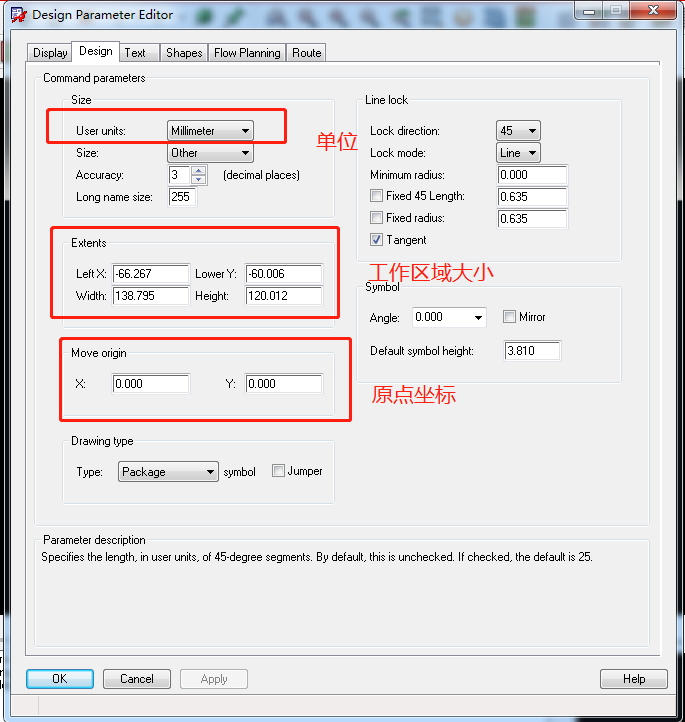 Design Parameter Editor
Display Design Text Shapes Flow Planning Route
Command parameters
Size
User units: Millimeter
单位
Size: Other
Accuracy: 3 (decimal places)
Long name size: 255
Line lock
Lock direction: 45
Lock mode: Line
Minimum radius: 0.000
Fixed 45 Length: 0.635
Fixed radius: 0.635
Tangent
Extents
Left X: -66.267 Lower Y: -60.006
Width: 138.795 Height: 120.012
工作区域大小
Symbol
Angle: 0.000 Mirror
Default symbol height: 3.810
Move origin
X: 0.000 Y: 0.000
原点坐标
Drawing type
Type: Package symbol Jumper
Parameter description
Specifies the length, in user units, of 45-degree segments. By default, this is unchecked. If checked, the default is 25.
OK Cancel Apply Help